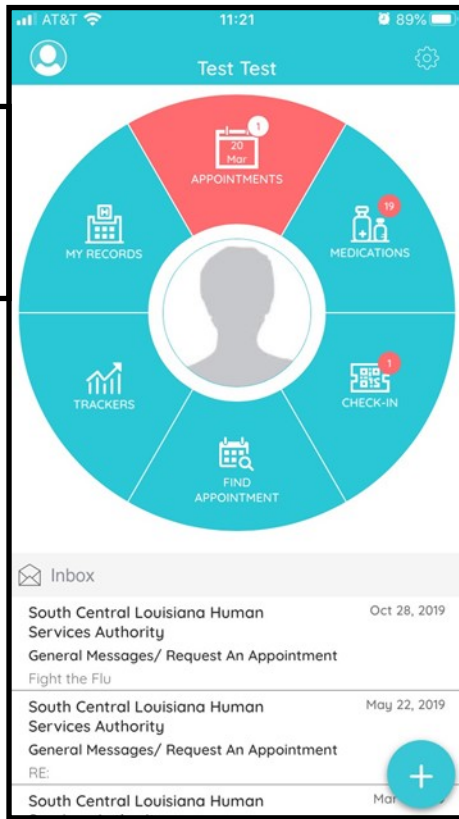 AT&T 11:21 89%
Test Test
1
20
Mar
APPOINTMENTS
H
MY RECORDS
19
MEDICATIONS
TRACKERS
1
CHECK-IN
FIND
APPOINTMENT
Inbox
South Central Louisiana Human
Services Authority
Oct 28, 2019
General Messages/ Request An Appointment
Fight the Flu
South Central Louisiana Human
Services Authority
May 22, 2019
General Messages/ Request An Appointment
RE:
+
South Central Louisiana Human
Mar